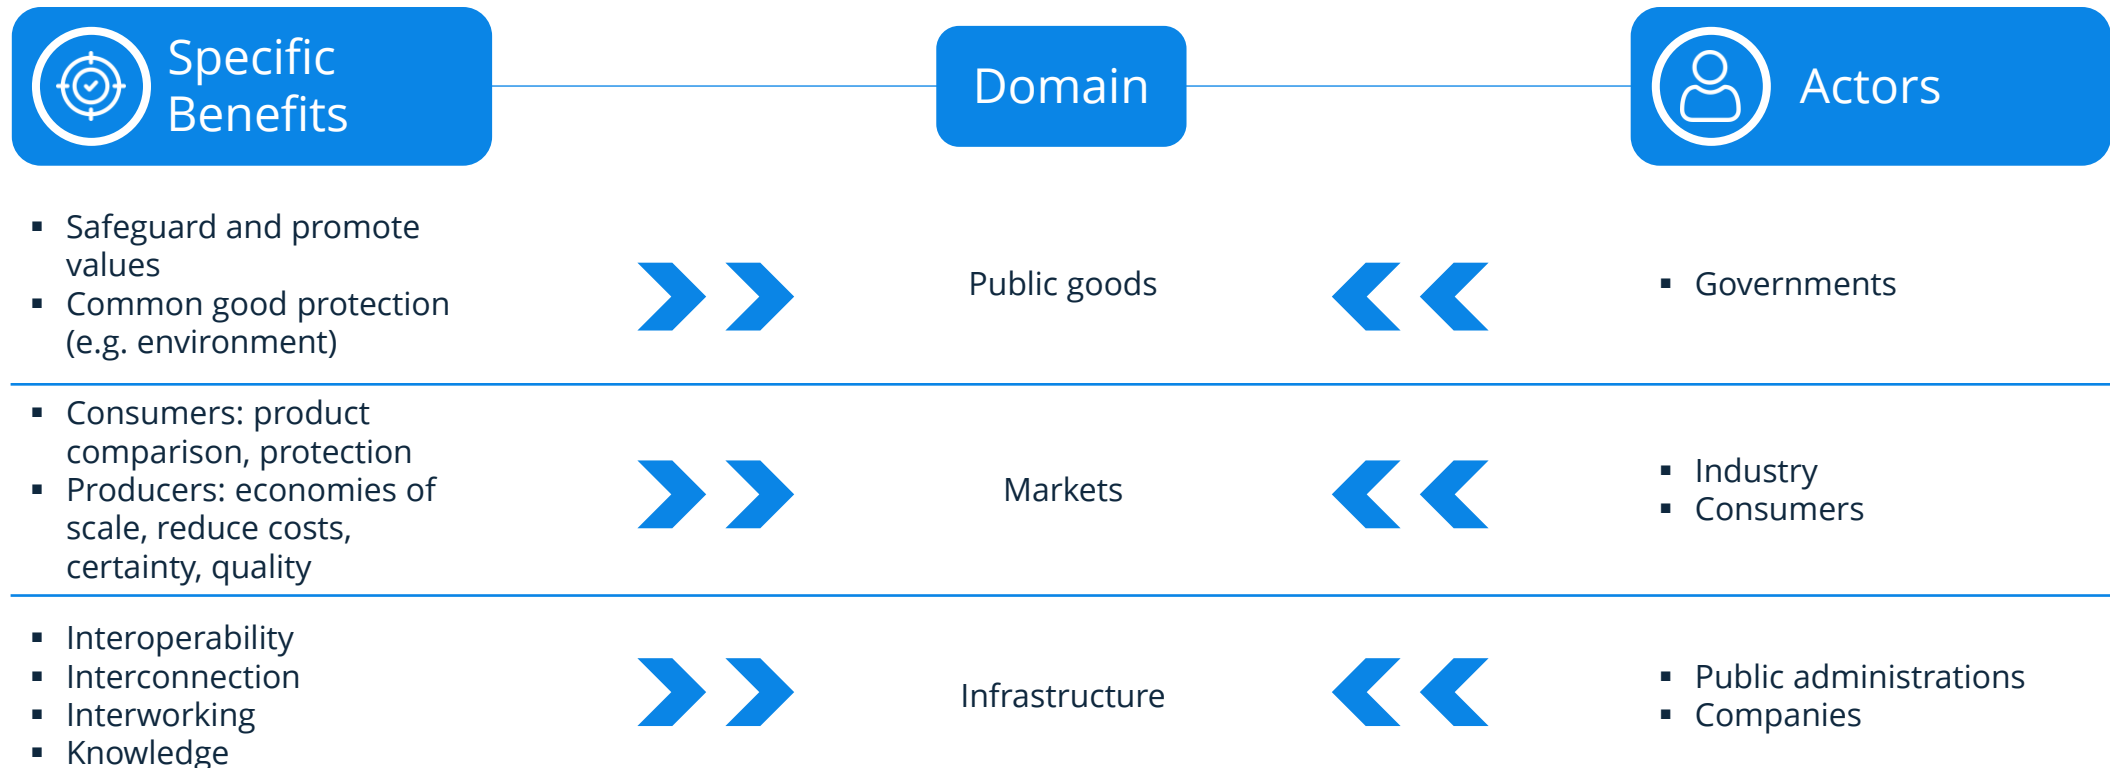 Specific
Benefits
Domain
Actors
▪ Safeguard and promote
values
▪ Common good protection
(e.g. environment)
Public goods
▪ Governments
▪ Consumers: product
comparison, protection
▪ Producers: economies of
scale, reduce costs,
certainty, quality
Markets
▪ Industry
▪ Consumers
▪ Interoperability
▪ Interconnection
▪ Interworking
▪ Knowledge
Infrastructure
▪ Public administrations
▪ Companies